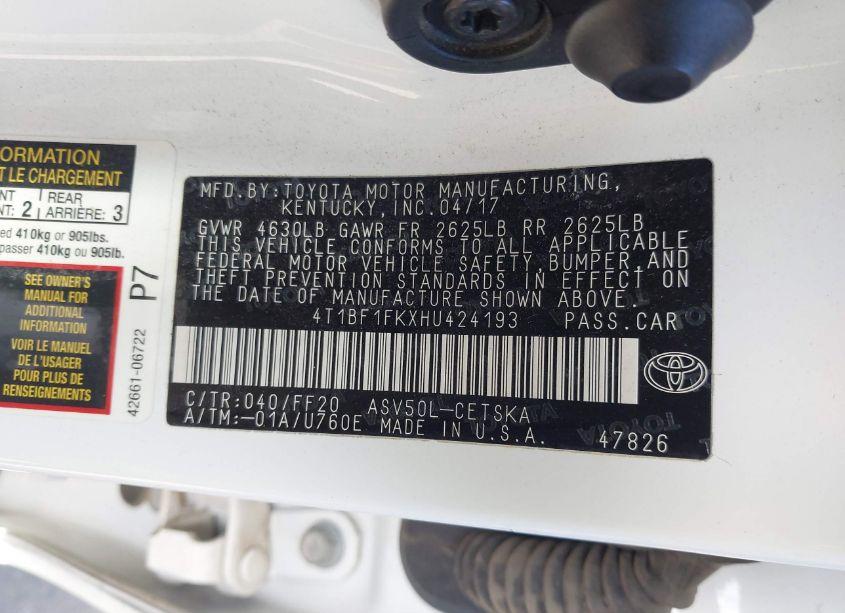 ORMATION
T LE CHARGEMENT
NT 2 REAR 3
NT: ARRIÈRE:
ed 410kg or 905lbs.
passer 410kg ou 905lb.
SEE OWNER'S
MANUAL FOR
ADDITIONAL
INFORMATION
VOIR LE MANUEL
DE L'USAGER
POUR PLUS DE
RENSEIGNEMENTS
P7
42661-06722
MFD.BY:TOYOTA MOTOR MANUFACTURING,
KENTUCKY,INC.04/17
GVWR 4630LB GAWR FR 2625LB RR 2625LB
THIS VEHICLE CONFORMS TO ALL APPLICABLE
FEDERAL MOTOR VEHICLE SAFETY,BUMPER,AND
THEFT PREVENTION STANDARDS IN EFFECT ON
THE DATE OF MANUFACTURE SHOWN ABOVE.
4T1BF1FKXHU424193 PASS.CAR
C/TR:040/FF20 ASV50L-CETSKA
A/TM:-01A/U760E MADE IN U.S.A. 47826